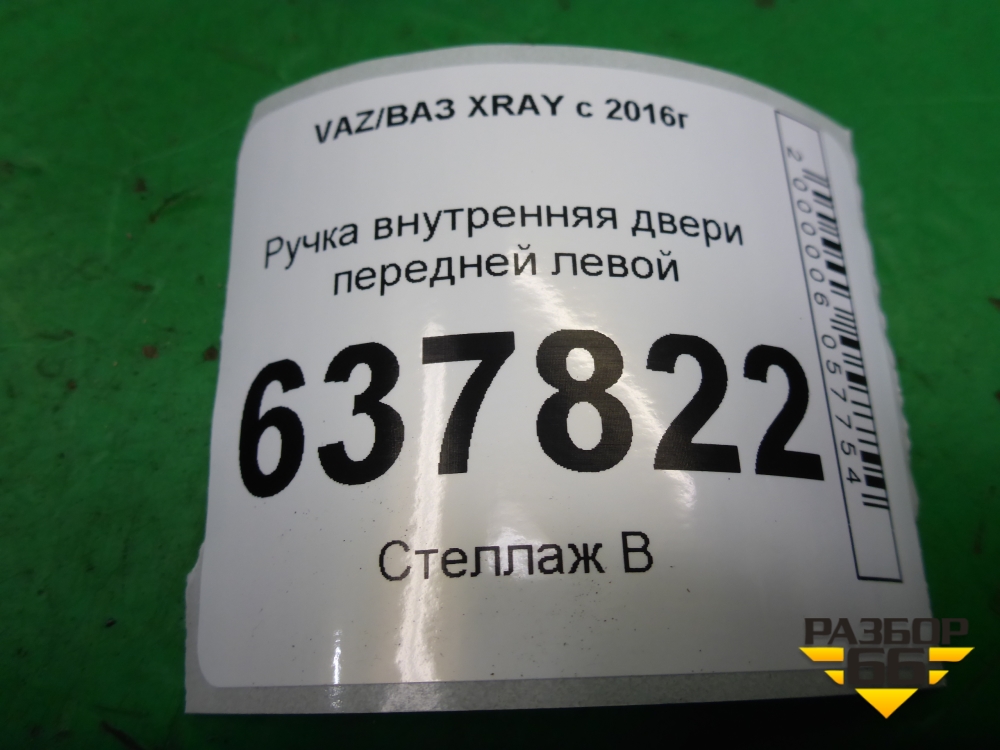 VAZ/ВАЗ XRAY с 2016г
Ручка внутренняя двери
передней левой
637822
Стеллаж В
2000006057754
РАЗБОР
66